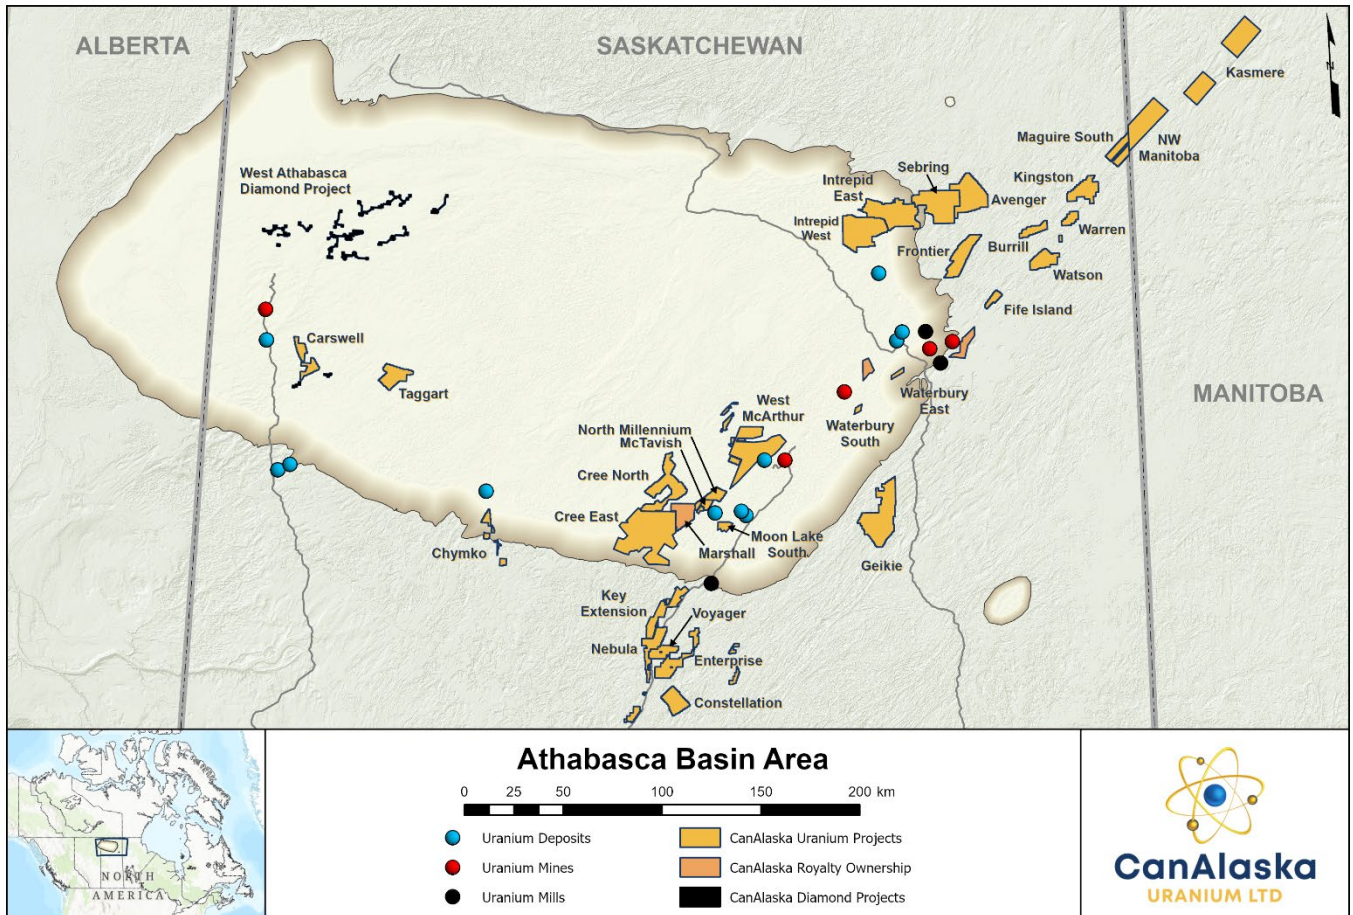 ALBERTA
SASKATCHEWAN
Kasmere
N
Maguire South
NW
Manitoba
West Athabasca
Diamond Project
Sebring
Intrepid
East
Kingston
Avenger
Intrepid
West
Warren
Frontier
Burrill
Watson
Fife Island
Carswell
Taggart
MANITOBA
Waterbury
East
West
McArthur
Waterbury
South
North Millennium
McTavish
Cree North
Cree East
Moon Lake
South
Marshall
Chymko
Geikie
Key
Extension
Voyager
Nebula
Enterprise
Constellation
NORTH
AMERICA
Athabasca Basin Area
0 25 50 100 150 200 km
Uranium Deposits
CanAlaska Uranium Projects
Uranium Mines
CanAlaska Royalty Ownership
Uranium Mills
CanAlaska Diamond Projects
CanAlaska
URANIUM LTD